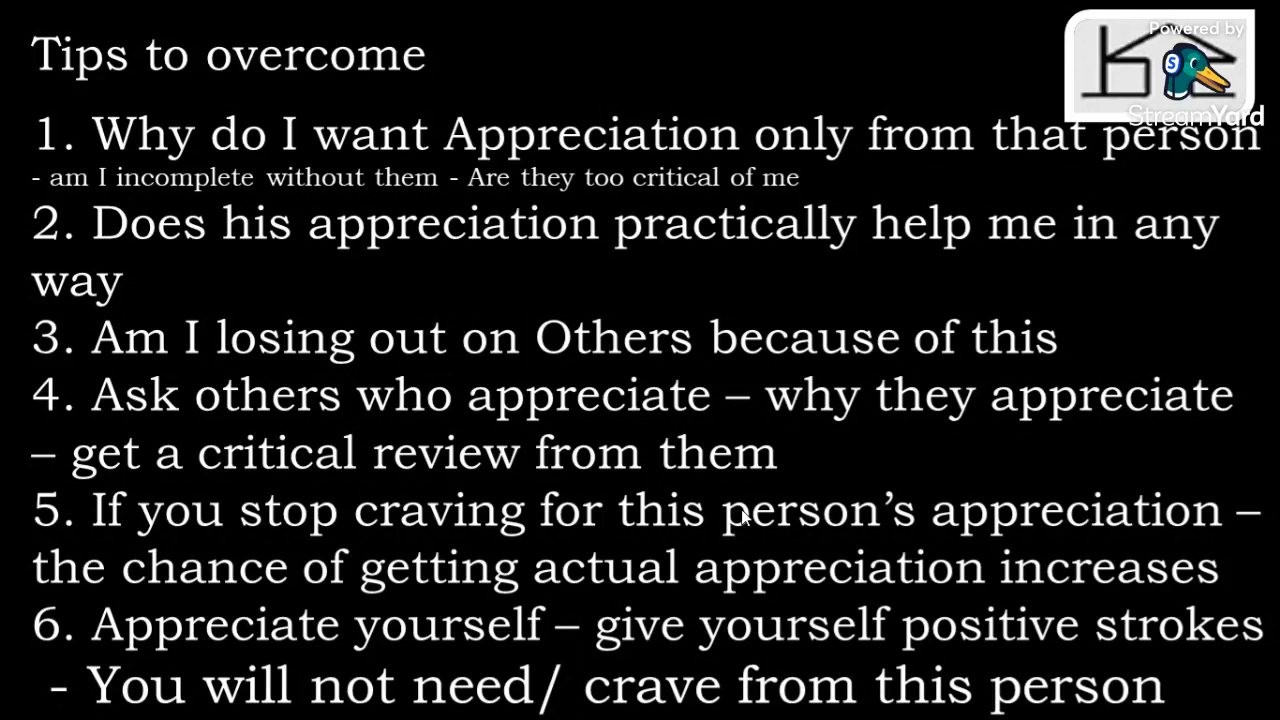 Powered by
Tips to overcome
S
StreamYard
1. Why do I want Appreciation only from that person
- am I incomplete without them - Are they too critical of me
2. Does his appreciation practically help me in any
way
3. Am I losing out on Others because of this
4. Ask others who appreciate – why they appreciate
– get a critical review from them
5. If you stop craving for this person’s appreciation –
the chance of getting actual appreciation increases
6. Appreciate yourself – give yourself positive strokes
- You will not need/ crave from this person